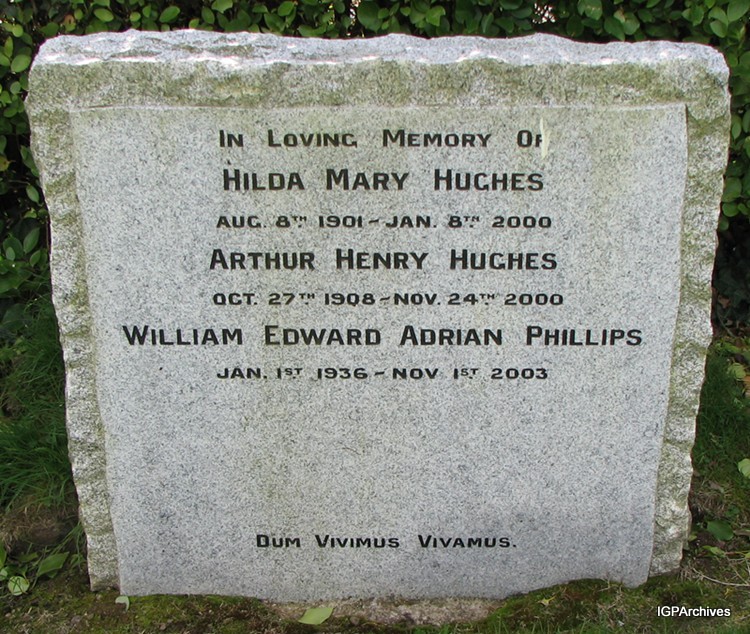 In Loving Memory Of
Hilda Mary Hughes
Aug. 8th 1901 - Jan. 8th 2000
Arthur Henry Hughes
Oct. 27th 1908 - Nov. 24th 2000
William Edward Adrian Phillips
Jan. 1st 1936 - Nov 1st 2003
Dum Vivimus Vivamus.
IGPArchives